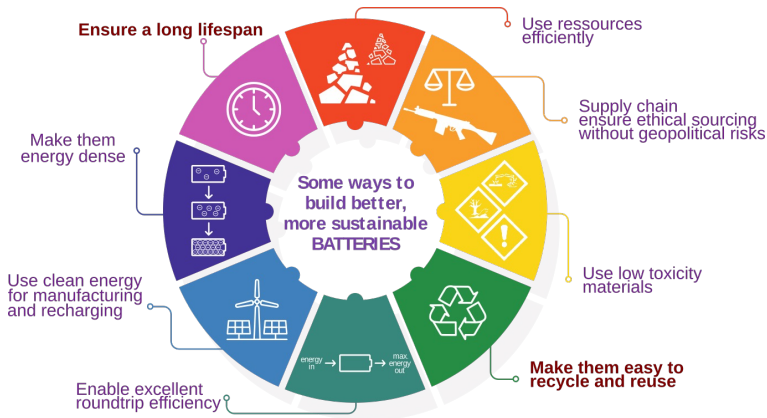 Ensure a long lifespan
Use ressources
efficiently
Supply chain
ensure ethical sourcing
without geopolitical risks
Make them
energy dense
Some ways to
build better,
more sustainable
BATTERIES
Use low toxicity
materials
Use clean energy
for manufacturing
and recharging
energy
in
max
energy
out
Make them easy to
recycle and reuse
Enable excellent
roundtrip efficiency